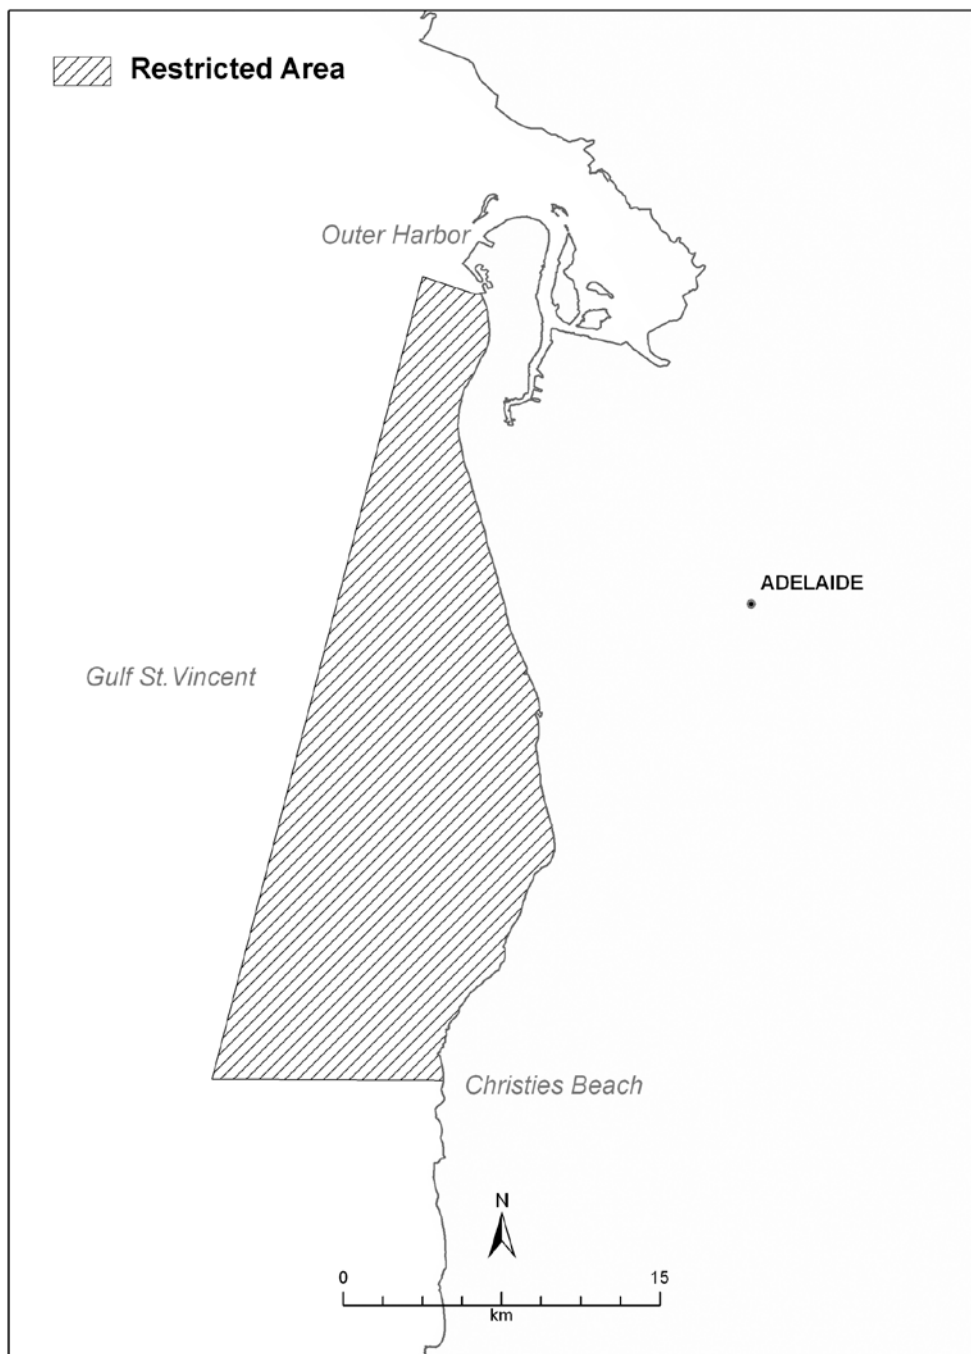 Restricted Area
Outer Harbor
ADELAIDE
Gulf St. Vincent
Christies Beach
N
0 15
km